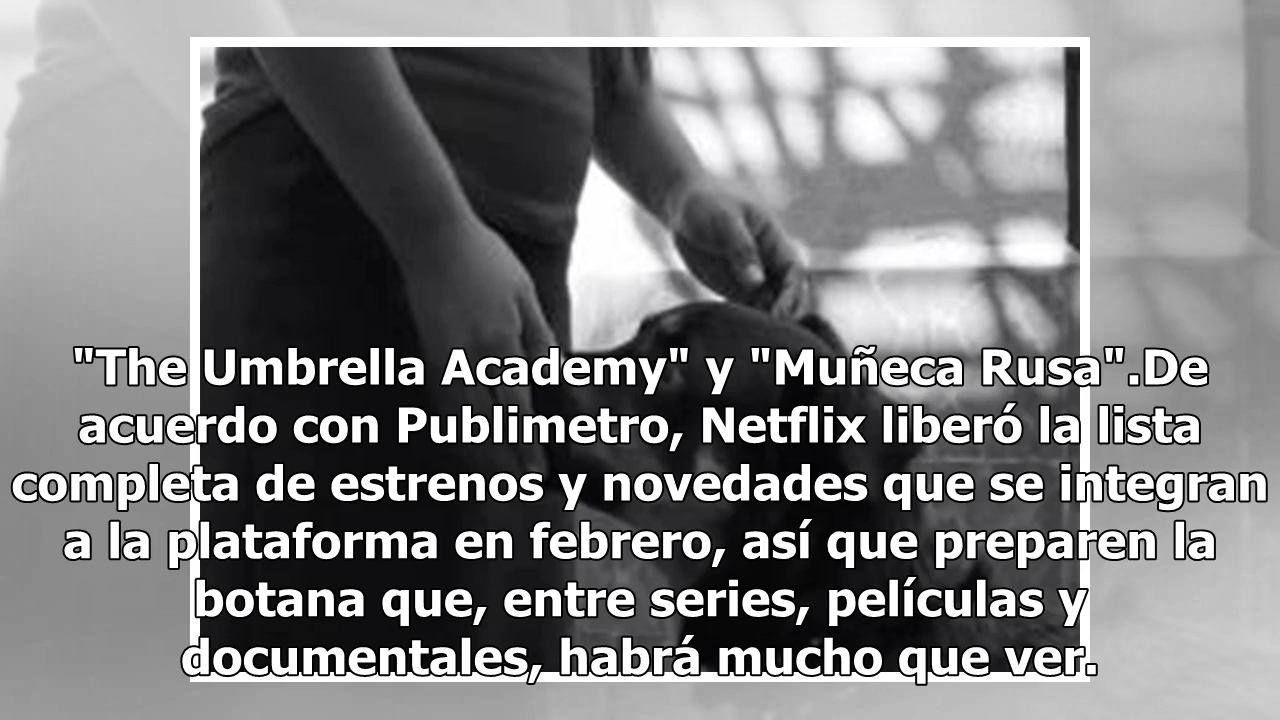 "The Umbrella Academy" y "Muñeca Rusa".De
acuerdo con Publimetro, Netflix liberó la lista
completa de estrenos y novedades que se integran
a la plataforma en febrero, así que preparen la
botana que, entre series, películas y
documentales, habrá mucho que ver.